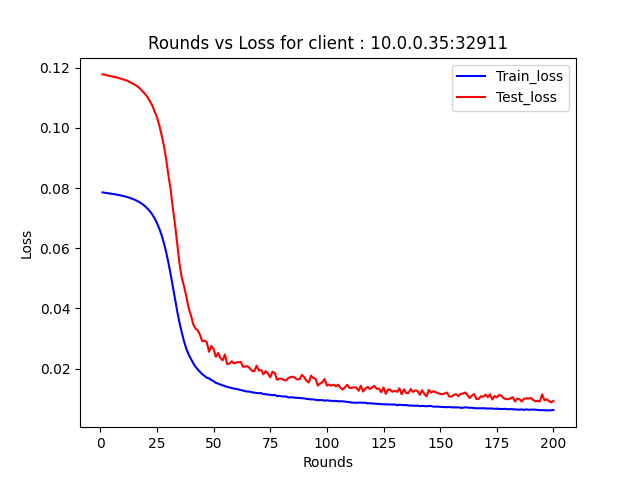 Rounds vs Loss for client : 10.0.0.35:32911
Train_loss
Test_loss
0.12
0.10
0.08
0.06
0.04
0.02
Loss
0 25 50 75 100 125 150 175 200
Rounds